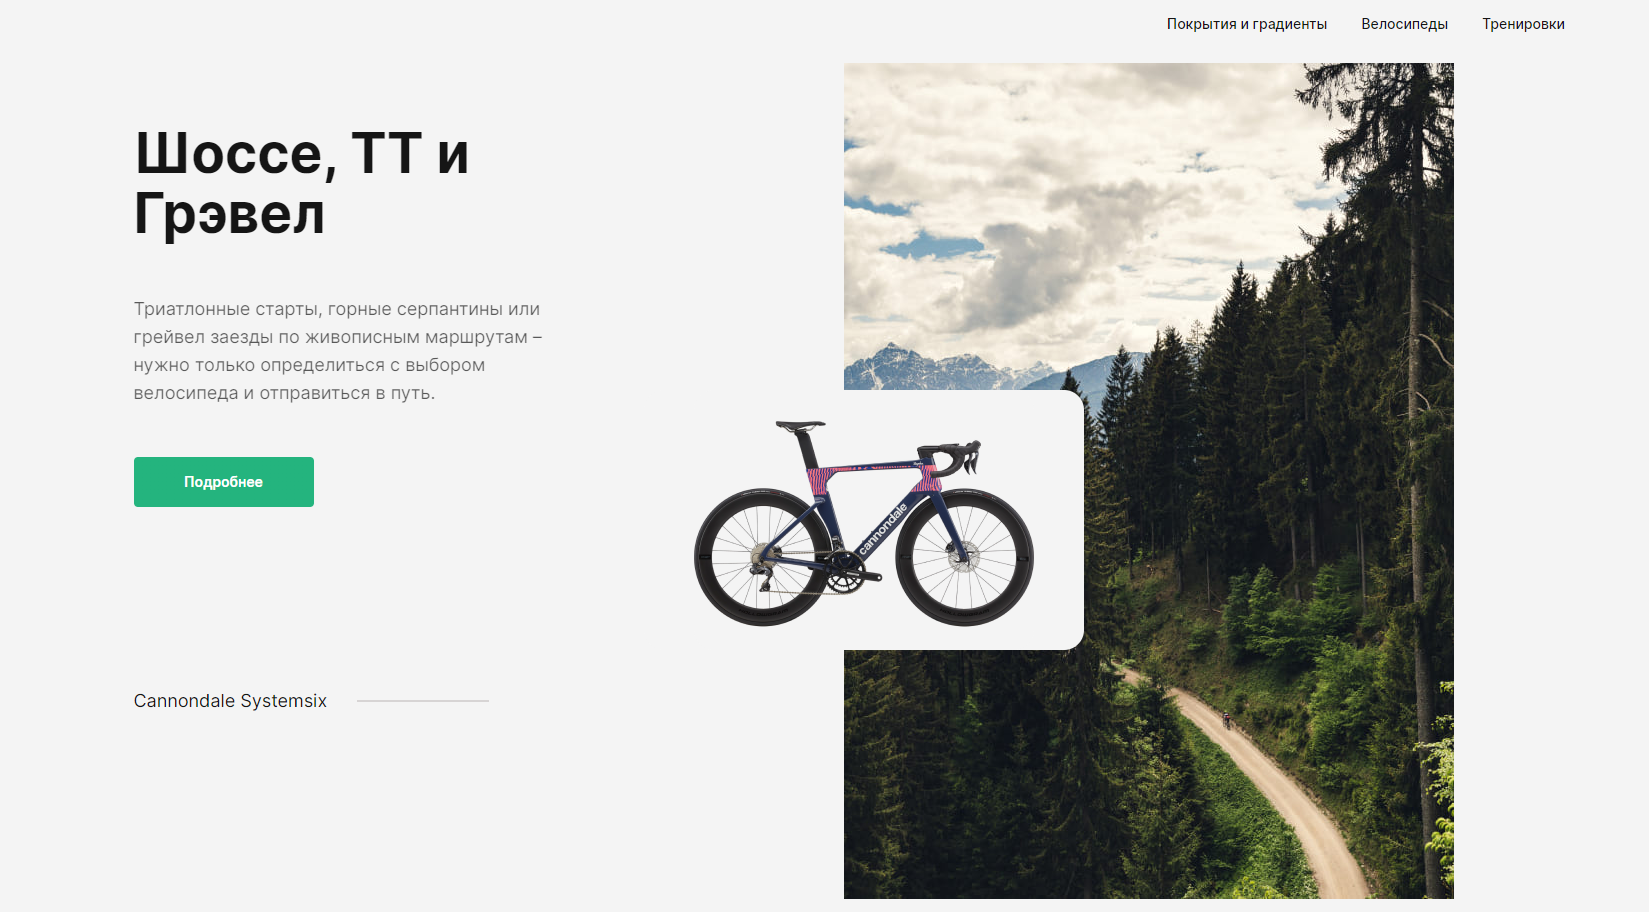 Покрытия и градиенты
Велосипеды
Тренировки
Шоссе, ТТ и
Грэвел
Триатлонные старты, горные серпантины или
грейвел заезды по живописным маршрутам –
нужно только определиться с выбором
велосипеда и отправиться в путь.
Подробнее
cannondale
Cannondale Systemsix